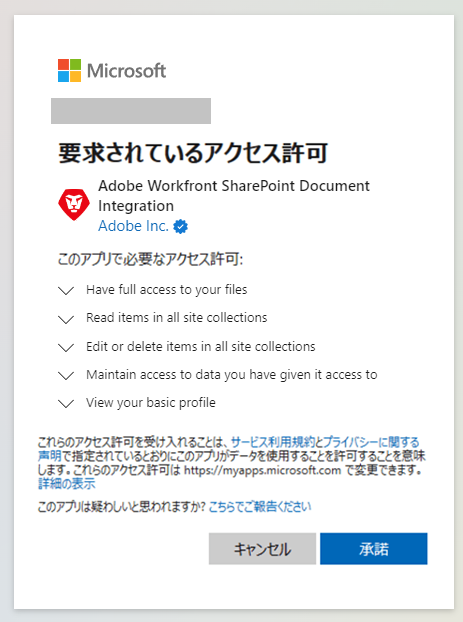 Microsoft
要求されているアクセス許可
Adobe Workfront SharePoint Document
Integration
Adobe Inc.
このアプリで必要なアクセス許可:
Have full access to your files
Read items in all site collections
Edit or delete items in all site collections
Maintain access to data you have given it access to
View your basic profile
これらのアクセス許可を受け入れることは、サービス利用規約とプライバシーに関する
声明で指定されているとおりにこのアプリがデータを使用することを許可することを意味
します。これらのアクセス許可は https://myapps.microsoft.com で変更できます。
詳細の表示
このアプリは疑わしいと思われますか? こちらでご報告ください
キャンセル
承諾